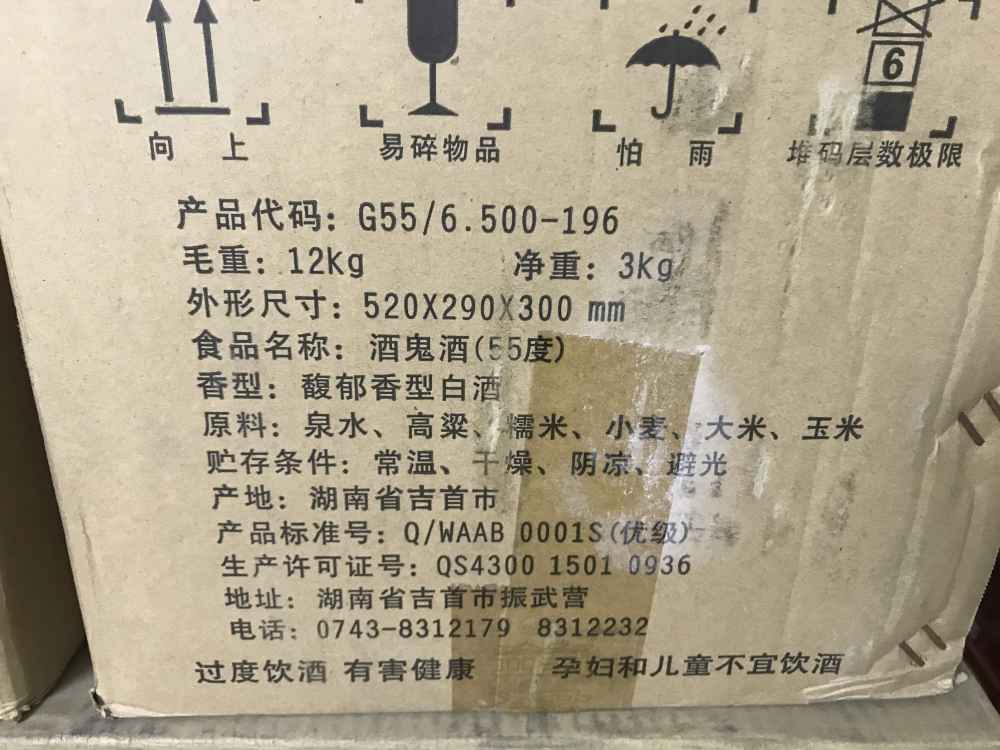 6
向 上 易碎物品 怕 雨 堆码层数极限
产品代码: G55/6.500-196
毛重: 12kg 净重: 3kg
外形尺寸: 520X290X300 mm
食品名称: 酒鬼酒(55度)
香型: 馥郁香型白酒
原料: 泉水、高粱、糯米、小麦、大米、玉米
贮存条件: 常温、干燥、阴凉、避光
产地: 湖南省吉首市
产品标准号: Q/WAAB 0001S(优级)
生产许可证号: QS4300 1501 0936
地址: 湖南省吉首市振武营
电话: 0743-8312179 8312232
过度饮酒 有害健康 孕妇和儿童不宜饮酒